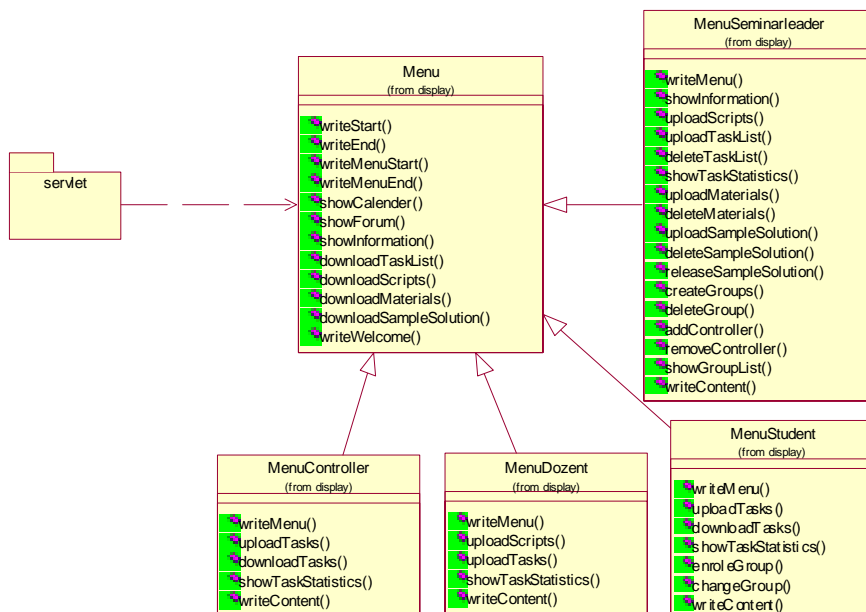 servlet
Menu
(from display)
writeStart()
writeEnd()
writeMenuStart()
writeMenuEnd()
showCalender()
showForum()
showInformation()
downloadTaskList()
downloadScripts()
downloadMaterials()
downloadSampleSolution()
writeWelcome()
MenuSeminarleader
(from display)
writeMenu()
showInformation()
uploadScripts()
uploadTaskList()
deleteTaskList()
showTaskStatistics()
uploadMaterials()
deleteMaterials()
uploadSampleSolution()
deleteSampleSolution()
releaseSampleSolution()
createGroups()
deleteGroup()
addController()
removeController()
showGroupList()
writeContent()
MenuController
(from display)
writeMenu()
uploadTasks()
downloadTasks()
showTaskStatistics()
writeContent()
MenuDozent
(from display)
writeMenu()
uploadScripts()
uploadTasks()
showTaskStatistics()
writeContent()
MenuStudent
(from display)
writeMenu()
uploadTasks()
downloadTasks()
showTaskStatistics()
enroleGroup()
changeGroup()
writeContent()